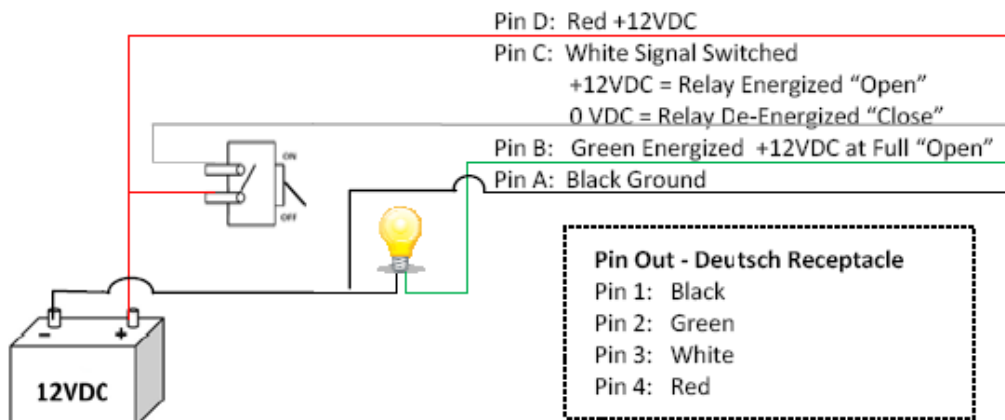 Pin D: Red +12VDC
Pin C: White Signal Switched
+12VDC = Relay Energized “Open”
0 VDC = Relay De-Energized “Close”
Pin B: Green Energized +12VDC at Full “Open”
Pin A: Black Ground
ON
OFF
Pin Out - Deutsch Receptacle
Pin 1: Black
Pin 2: Green
Pin 3: White
Pin 4: Red
- +
12VDC